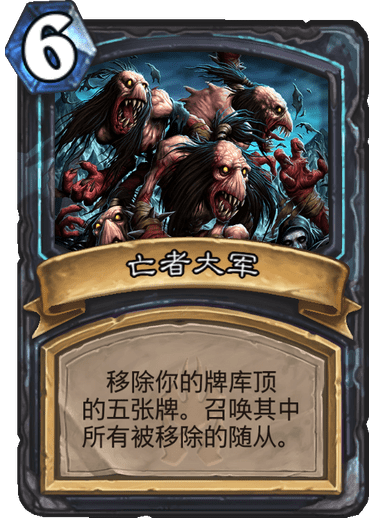 6
亡者大军
移除你的牌库顶
的五张牌。召唤其中
所有被移除的随从。